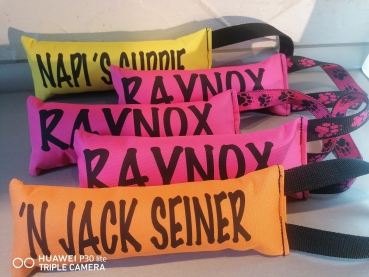 NAPI´S GUPPIE
RAYNOX
RAYNOX
RAYNOX
´N JACK SEINER
HUAWEI P30 lite
TRIPLE CAMERA